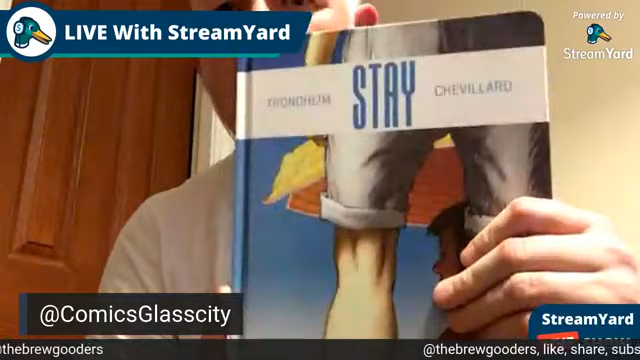 LIVE With StreamYard
Powered by
StreamYard
TRONDHEIM
STAY
CHEVILLARD
@ComicsGlasscity
StreamYard
thebrewgooders
@thebrewgooders, like, share, subs